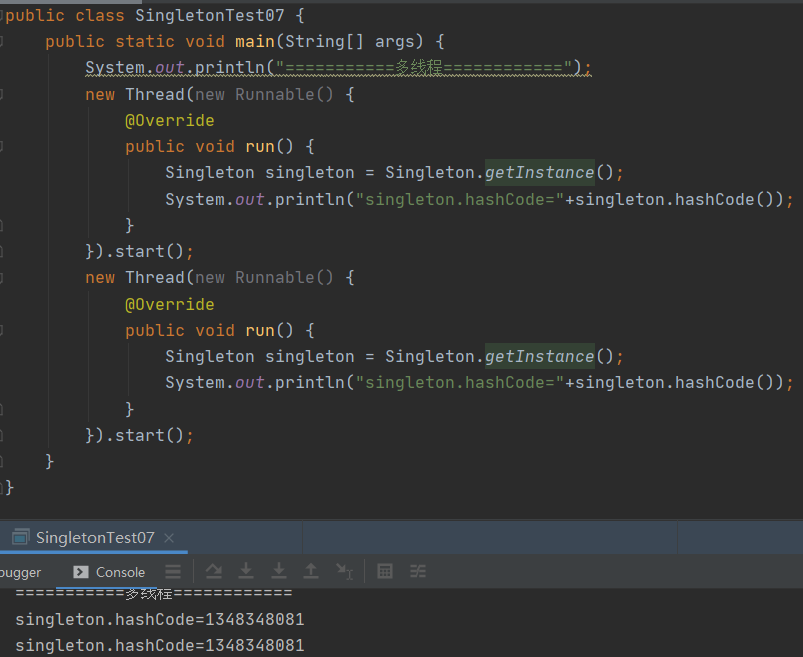 public class SingletonTest07 {
public static void main(String[] args) {
System.out.println("===========多线程============");
new Thread(new Runnable() {
@Override
public void run() {
Singleton singleton = Singleton.getInstance();
System.out.println("singleton.hashCode="+singleton.hashCode());
}
}).start();
new Thread(new Runnable() {
@Override
public void run() {
Singleton singleton = Singleton.getInstance();
System.out.println("singleton.hashCode="+singleton.hashCode());
}
}).start();
}
}
SingletonTest07 ×
bugger Console
===========多线程============
singleton.hashCode=1348348081
singleton.hashCode=1348348081